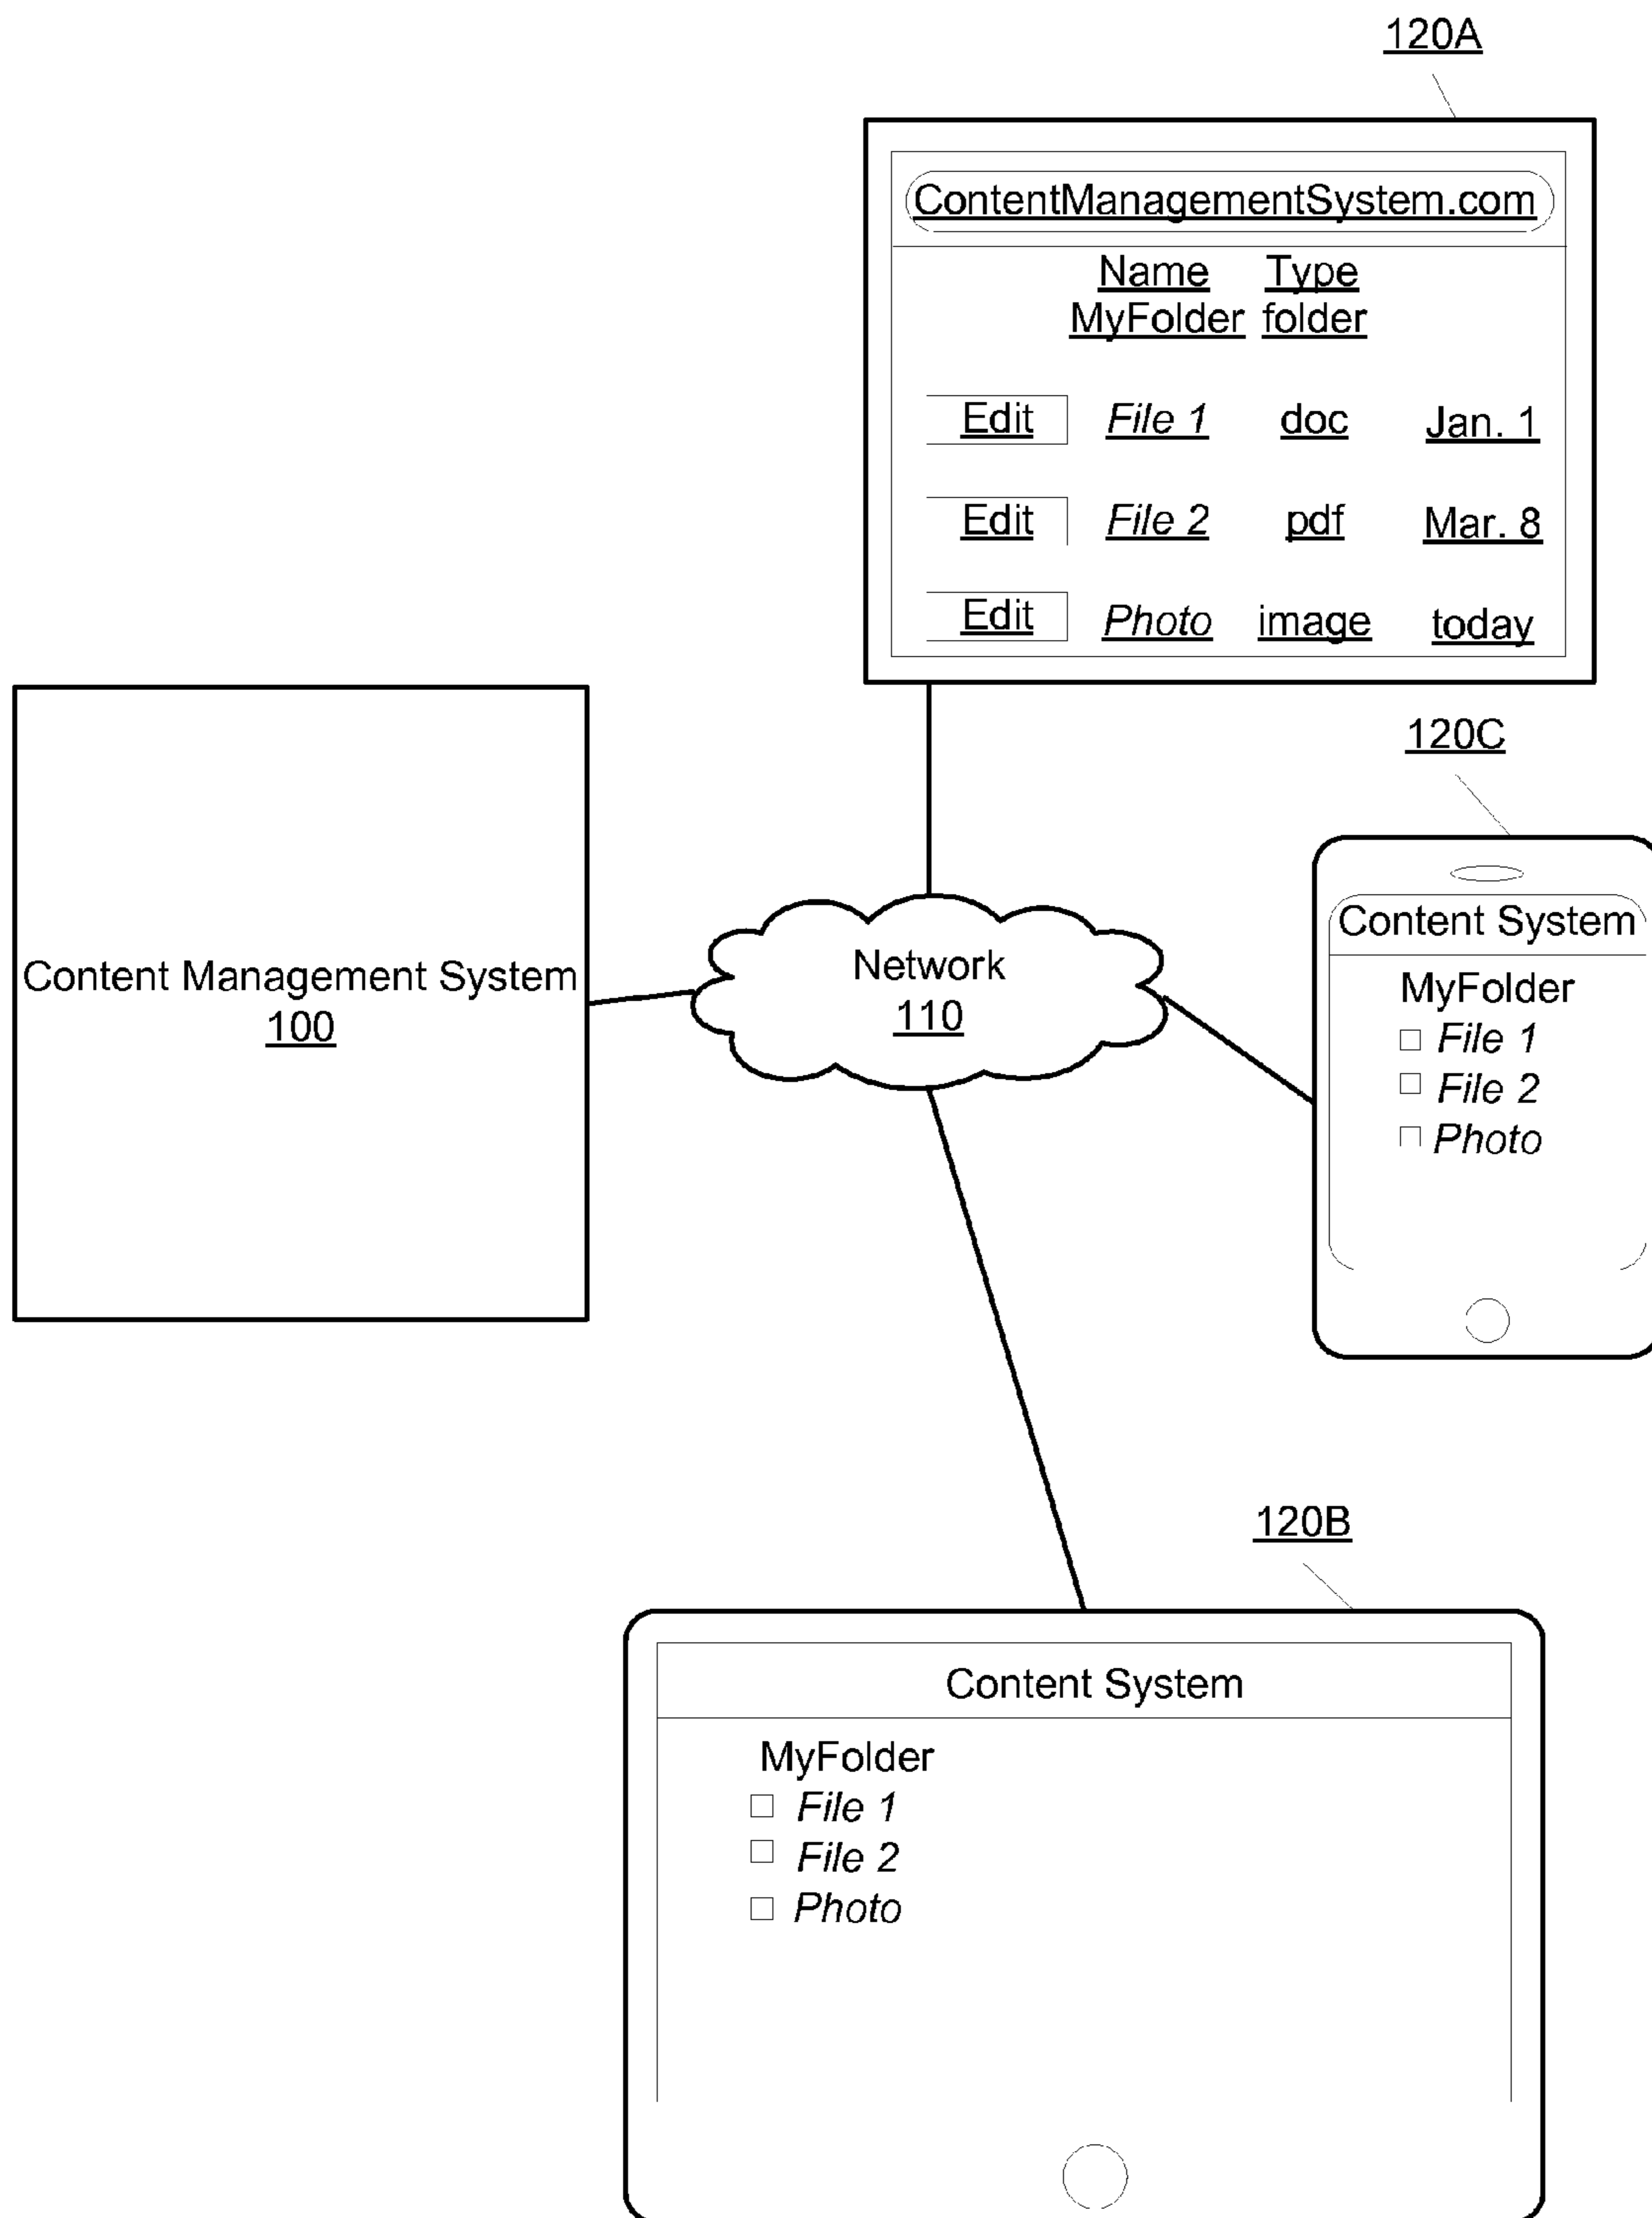 120A
ContentManagementSystem.com
Name Type
MyFolder folder
Edit File 1 doc Jan. 1
Edit File 2 pdf Mar. 8
Edit Photo image today
120C
Content System
MyFolder
File 1
File 2
Photo
Content Management System
100
Network
110
120B
Content System
MyFolder
File 1
File 2
Photo